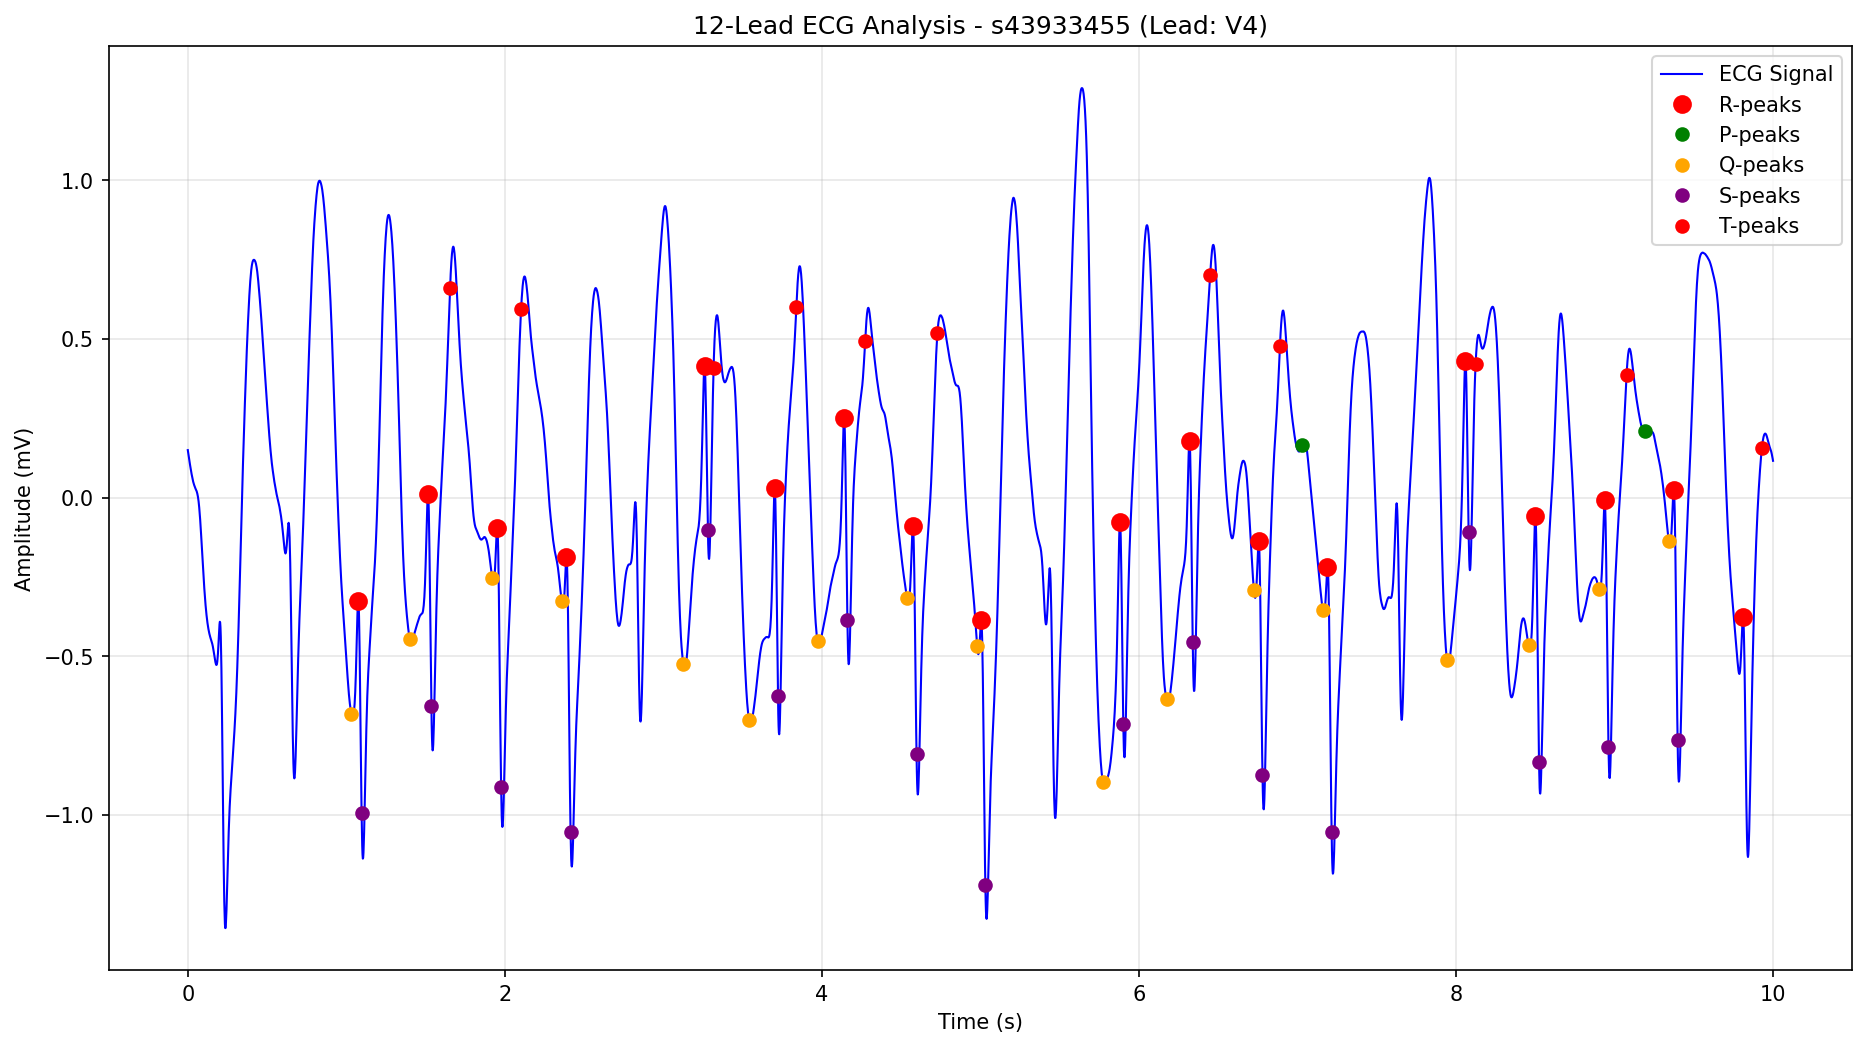 12-Lead ECG Analysis - s43933455 (Lead: V4)
ECG Signal
R-peaks
P-peaks
Q-peaks
S-peaks
T-peaks
Amplitude (mV)
1.0
0.5
0.0
−0.5
−1.0
0 2 4 6 8 10
Time (s)